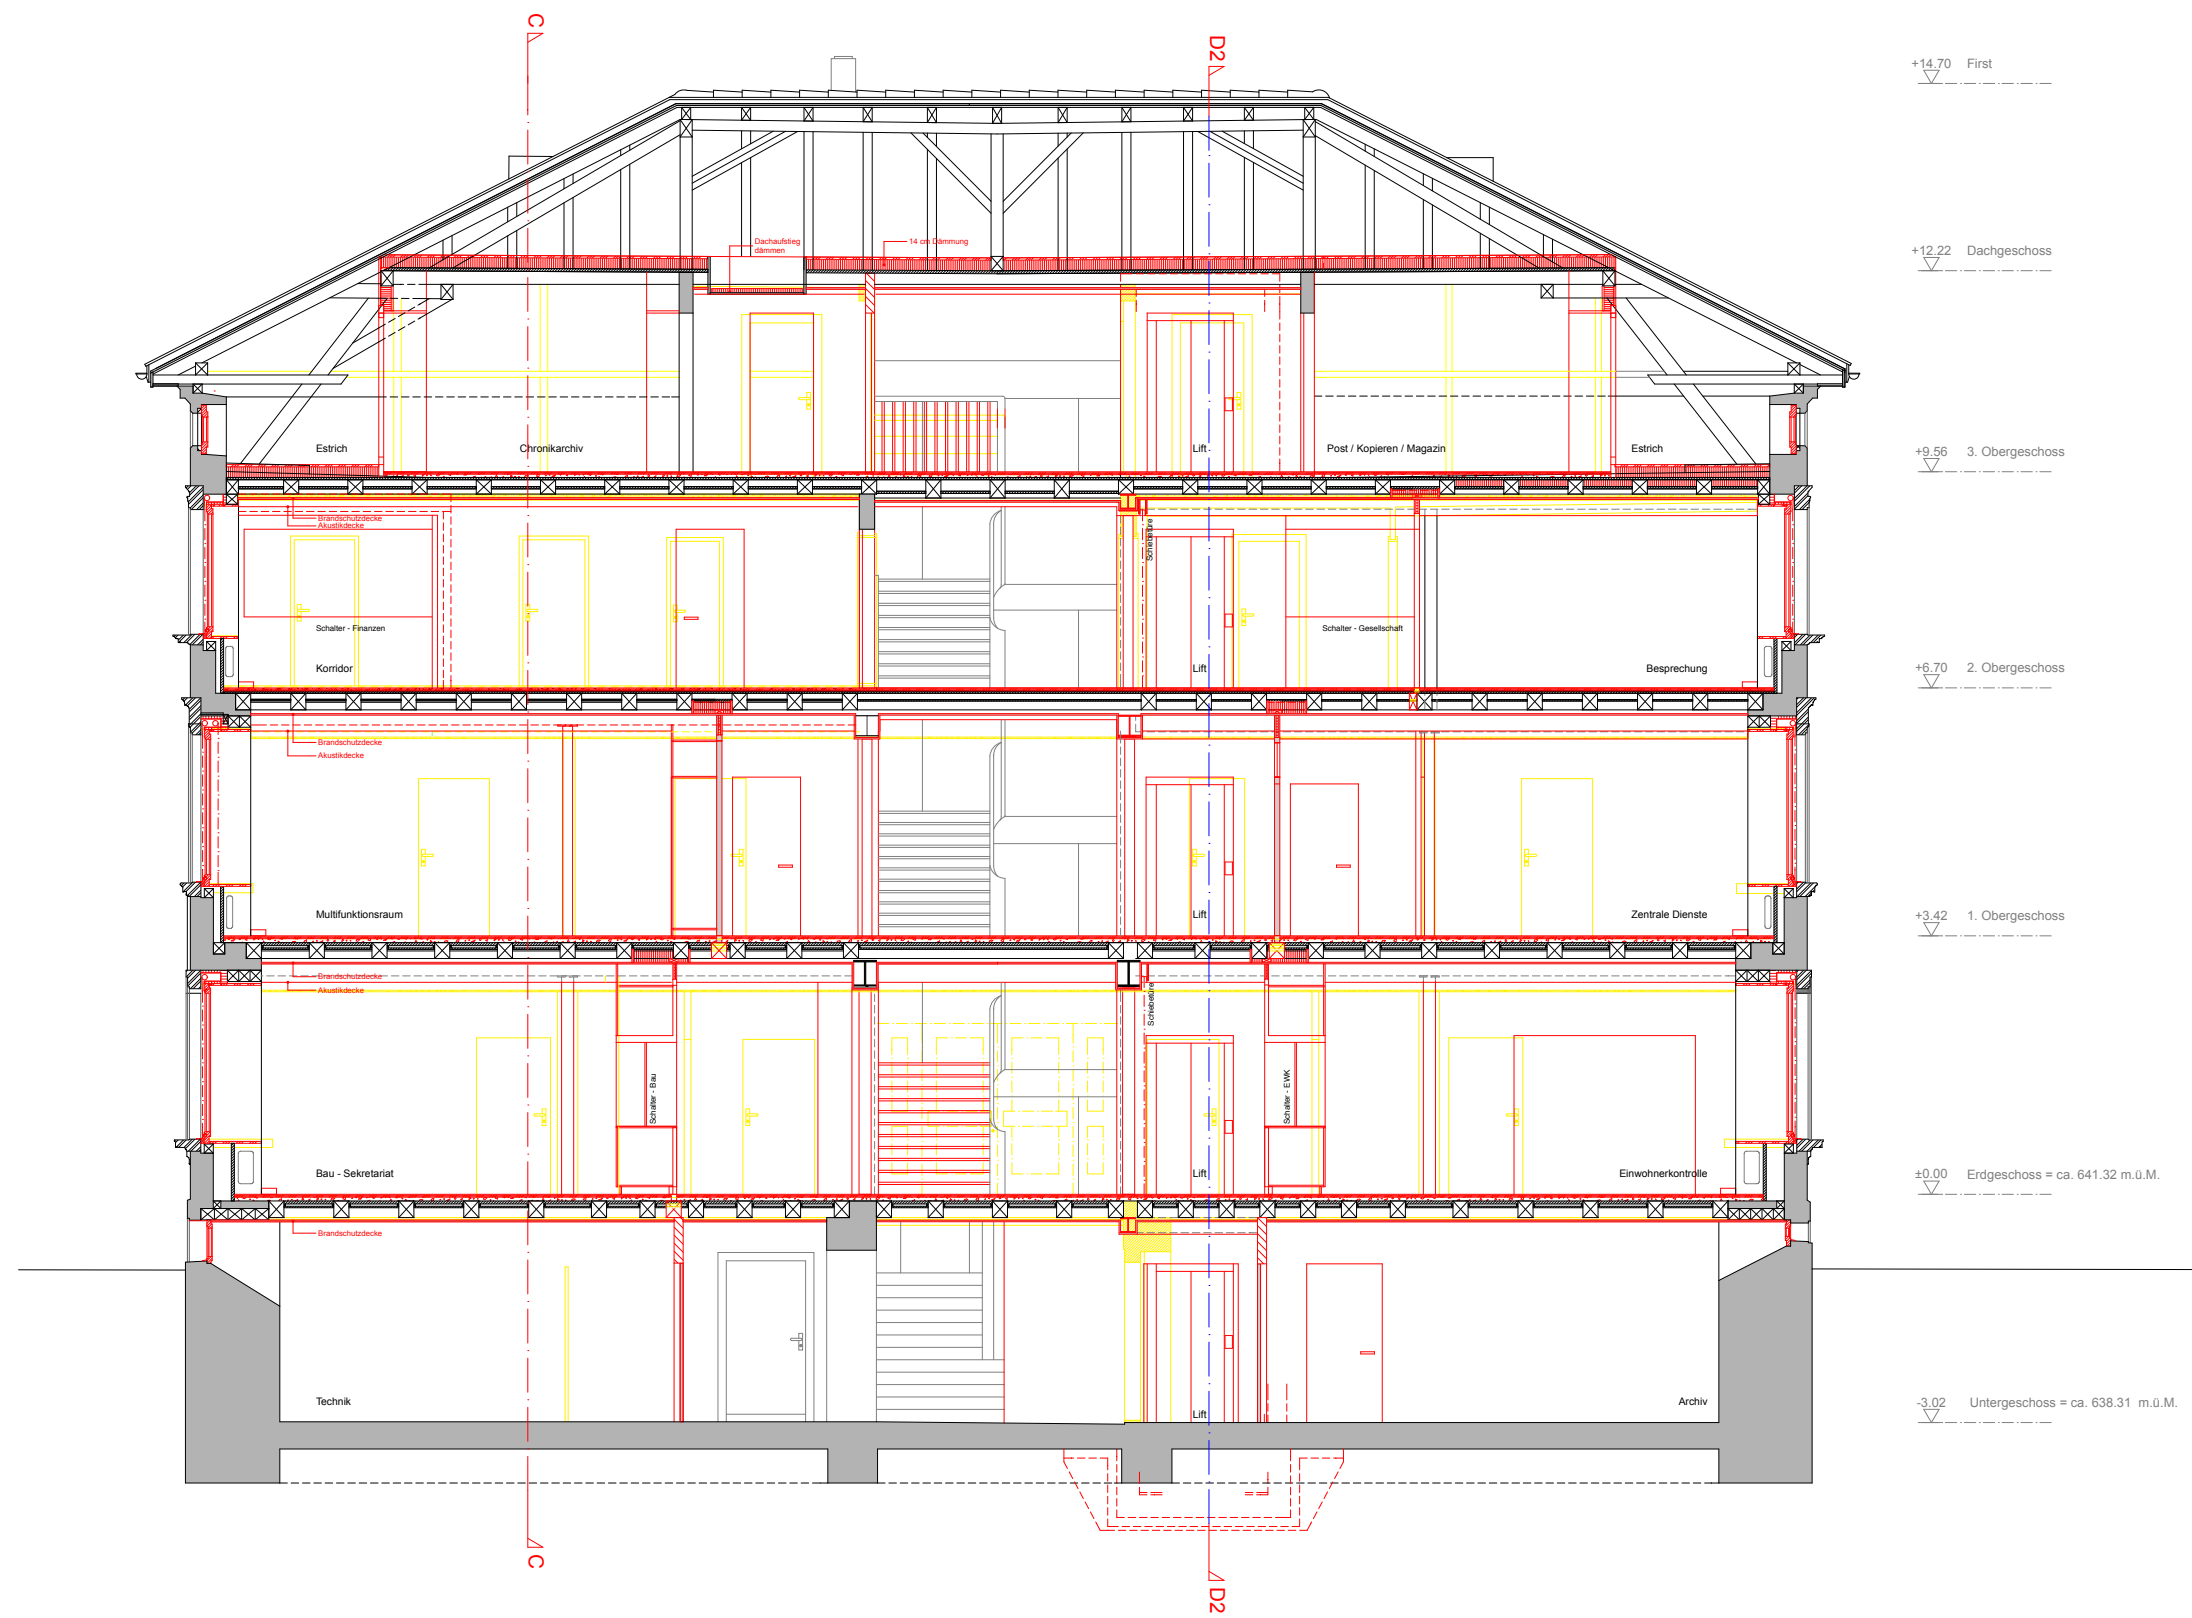 C
D2
+14.70 First
Dachaufstieg
dämmen
14 cm Dämmung
+12.22 Dachgeschoss
Estrich
Chronikarchiv
Lift
Post / Kopieren / Magazin
Estrich
+9.56 3. Obergeschoss
Brandschutzdecke
Akustikdecke
Schiebetüre
Schalter - Finanzen
Schalter - Gesellschaft
Korridor
Lift
Besprechung
+6.70 2. Obergeschoss
Brandschutzdecke
Akustikdecke
Multifunktionsraum
Lift
Zentrale Dienste
+3.42 1. Obergeschoss
Brandschutzdecke
Akustikdecke
Schiebetüre
Schalter - Bau
Schalter - EWK
Bau - Sekretariat
Lift
Einwohnerkontrolle
±0.00 Erdgeschoss = ca. 641.32 m.ü.M.
Brandschutzdecke
Technik
Lift
Archiv
-3.02 Untergeschoss = ca. 638.31 m.ü.M.
C
D2